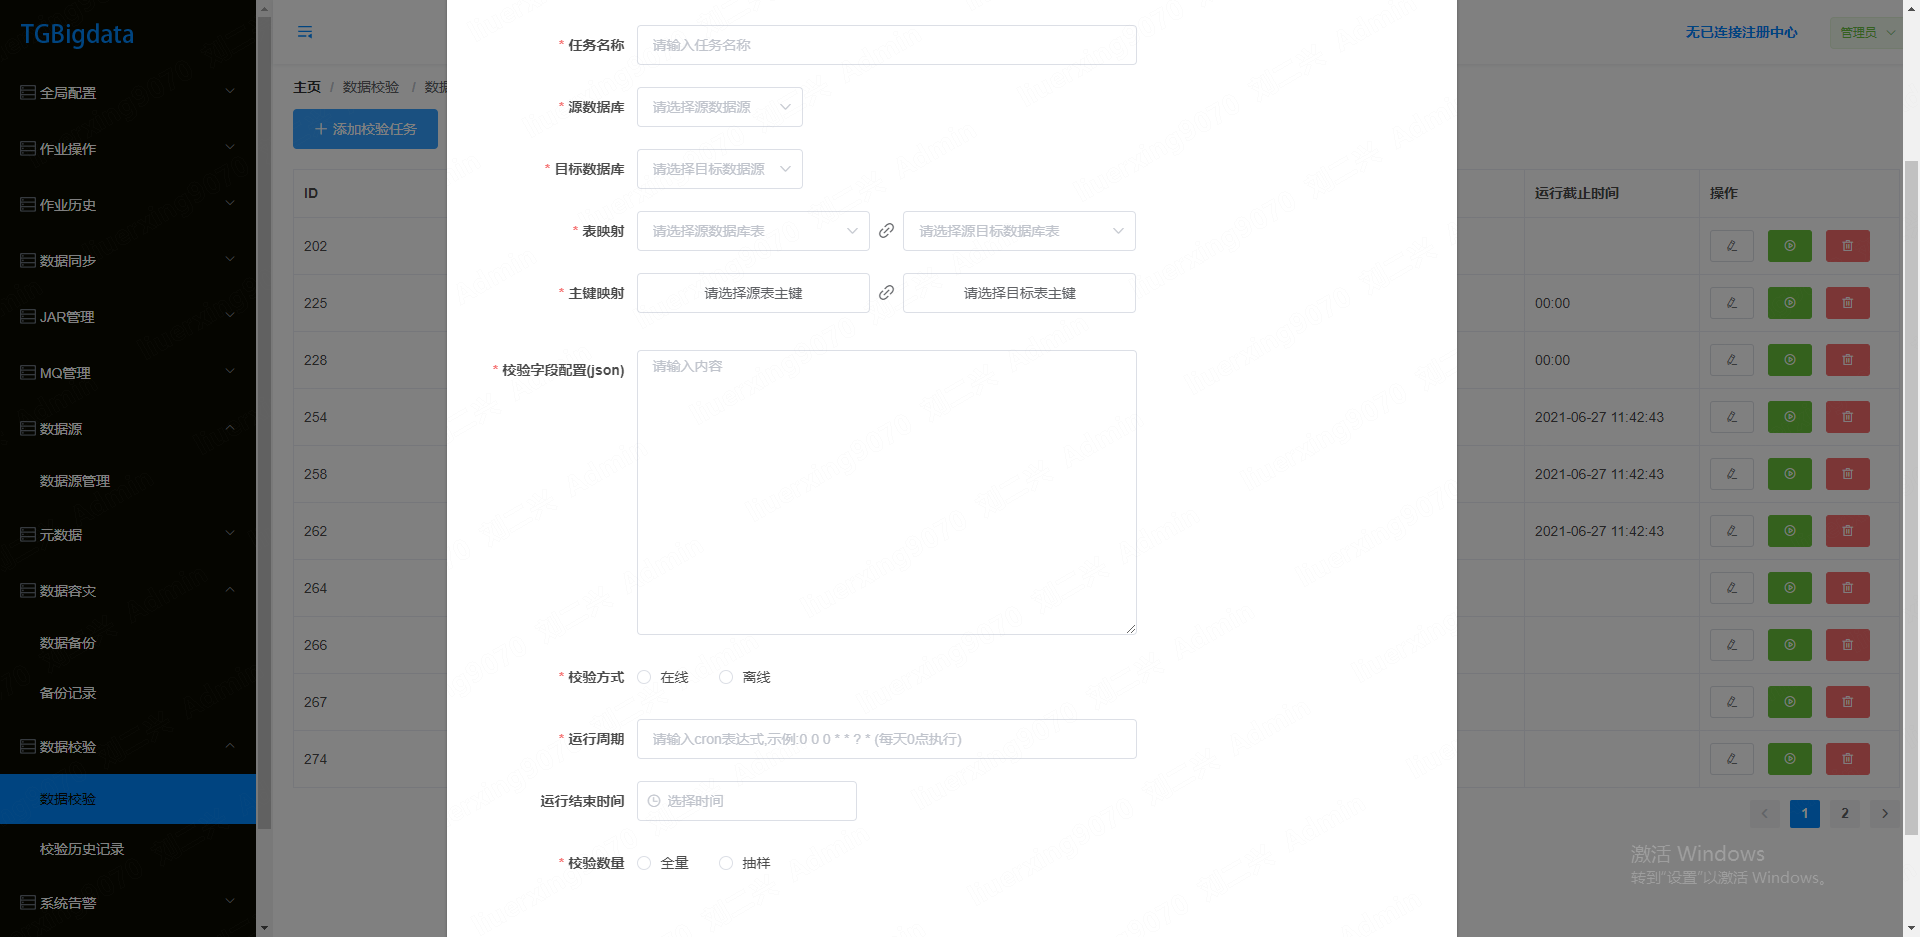 TGBigdata
全局配置
作业操作
作业历史
数据同步
JAR管理
MQ管理
数据源
数据源管理
元数据
数据容灾
数据备份
备份记录
数据校验
数据校验
校验历史记录
系统告警
无已连接注册中心
管理员
主页 / 数据校验 / 数据
+ 添加校验任务
ID
202
225
228
254
258
262
264
266
267
274
* 任务名称 请输入任务名称
* 源数据库 请选择源数据源
* 目标数据库 请选择目标数据源
* 表映射 请选择源数据库表 请选择源目标数据库表
* 主键映射 请选择源表主键 请选择目标表主键
* 校验字段配置(json) 请输入内容
* 校验方式 在线 离线
* 运行周期 请输入cron表达式,示例:0 0 0 * * ? * (每天0点执行)
运行结束时间 选择时间
* 校验数量 全量 抽样
运行截止时间 操作
00:00
00:00
2021-06-27 11:42:43
2021-06-27 11:42:43
2021-06-27 11:42:43
1 2
激活 Windows
转到"设置"以激活 Windows。